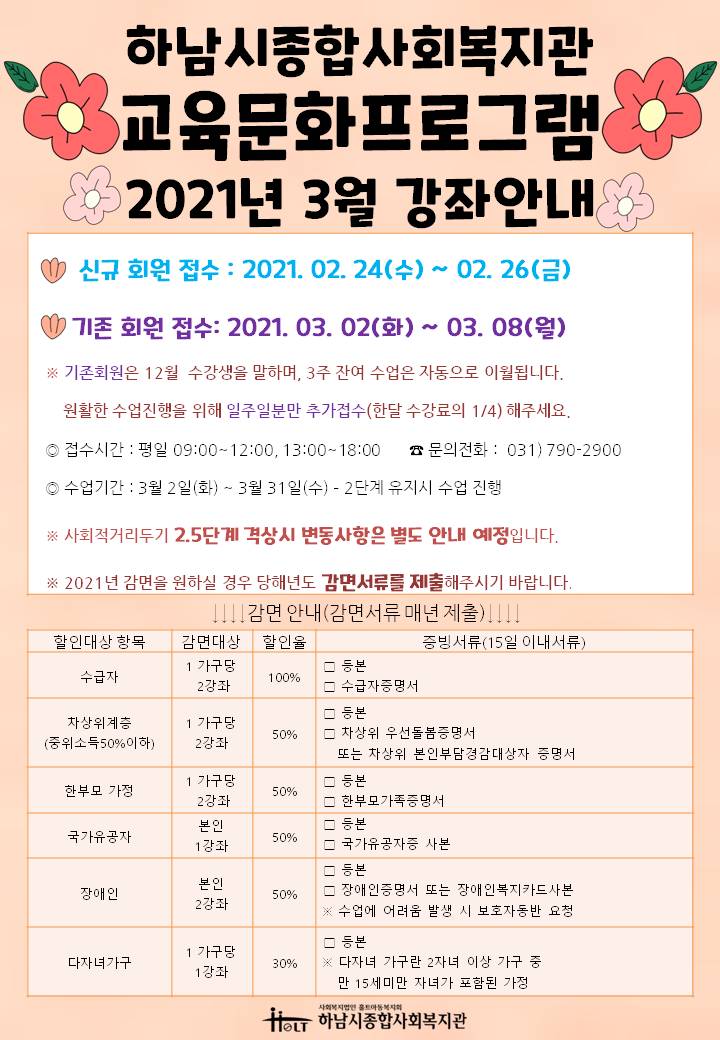 하남시종합사회복지관
교육문화프로그램
2021년 3월 강좌안내
신규 회원 접수 : 2021. 02. 24(수) ~ 02. 26(금)
기존 회원 접수: 2021. 03. 02(화) ~ 03. 08(월)
※ 기존회원은 12월 수강생을 말하며, 3주 잔여 수업은 자동으로 이월됩니다.
원활한 수업진행을 위해 일주일분만 추가접수(한달 수강료의 1/4) 해주세요.
◎ 접수시간 : 평일 09:00~12:00, 13:00~18:00 ☎ 문의전화 : 031) 790-2900
◎ 수업기간 : 3월 2일(화) ~ 3월 31일(수) - 2단계 유지시 수업 진행
※ 사회적거리두기 2.5단계 격상시 변동사항은 별도 안내 예정입니다.
※ 2021년 감면을 원하실 경우 당해년도 감면서류를 제출해주시기 바랍니다.
↓↓↓↓감면 안내(감면서류 매년 제출)↓↓↓↓
할인대상 항목 감면대상 할인율 증빙서류(15일 이내서류)
수급자 1 가구당 2강좌 100% □ 등본
□ 수급자증명서
차상위계층 (중위소득50%이하) 1 가구당 2강좌 50% □ 등본
□ 차상위 우선돌봄증명서
또는 차상위 본인부담경감대상자 증명서
한부모 가정 1 가구당 2강좌 50% □ 등본
□ 한부모가족증명서
국가유공자 본인 1강좌 50% □ 등본
□ 국가유공자증 사본
장애인 본인 2강좌 50% □ 등본
□ 장애인증명서 또는 장애인복지카드사본
※ 수업에 어려움 발생 시 보호자동반 요청
다자녀가구 1 가구당 1강좌 30% □ 등본
※ 다자녀 가구란 2자녀 이상 가구 중
만 15세미만 자녀가 포함된 가정
사회복지법인 홀트아동복지회
HOLT 하남시종합사회복지관